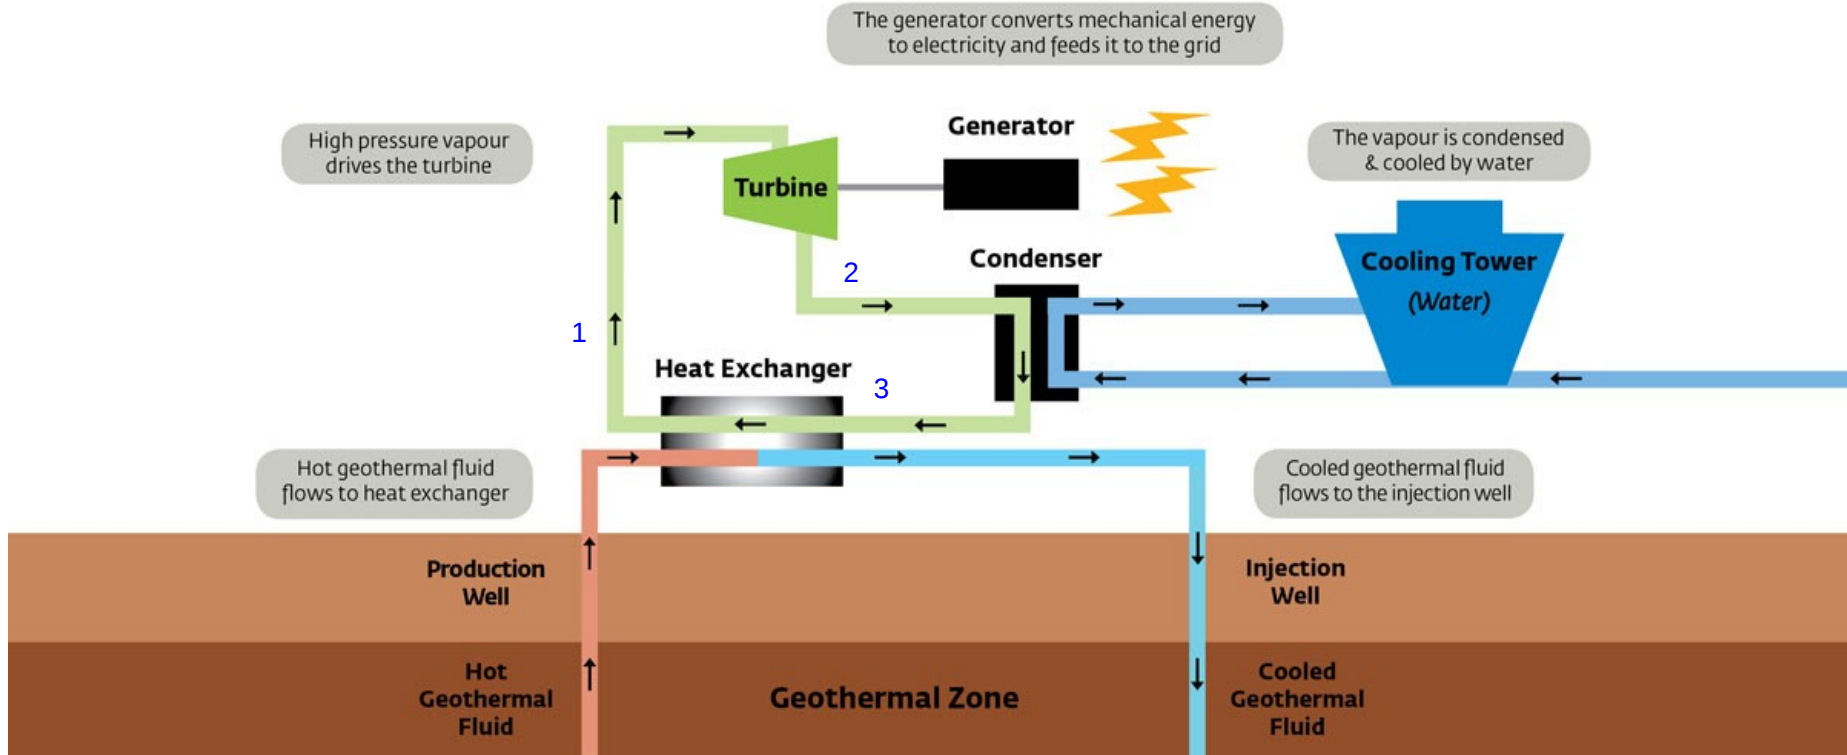 The generator converts mechanical energy
to electricity and feeds it to the grid
High pressure vapour
drives the turbine
Generator
The vapour is condensed
& cooled by water
Turbine
2
Condenser
Cooling Tower
(Water)
1
Heat Exchanger
3
Hot geothermal fluid
flows to heat exchanger
Cooled geothermal fluid
flows to the injection well
Production
Well
Injection
Well
Hot
Geothermal
Fluid
Geothermal Zone
Cooled
Geothermal
Fluid